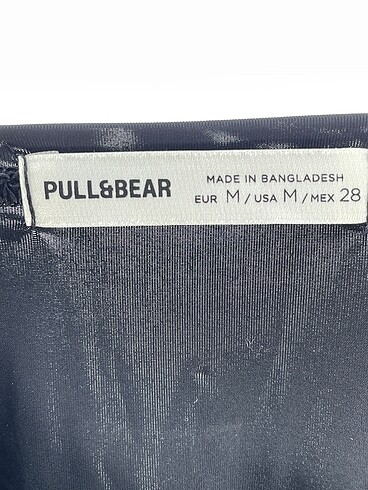 PULL&BEAR
MADE IN BANGLADESH
EUR M / USA M / MEX 28